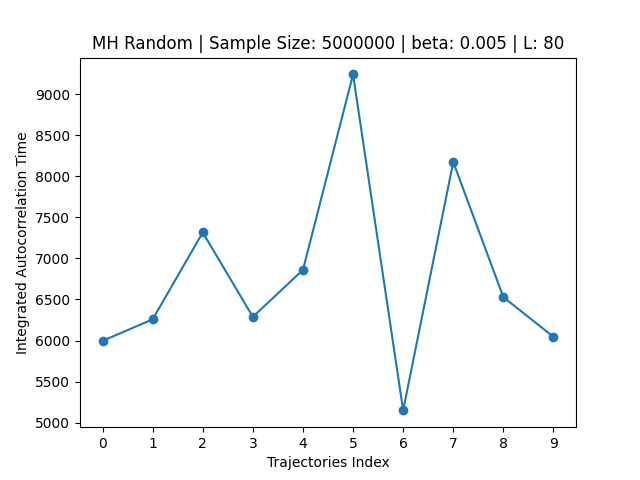 MH Random | Sample Size: 5000000 | beta: 0.005 | L: 80
Integrated Autocorrelation Time
9000
8500
8000
7500
7000
6500
6000
5500
5000
0 1 2 3 4 5 6 7 8 9
Trajectories Index